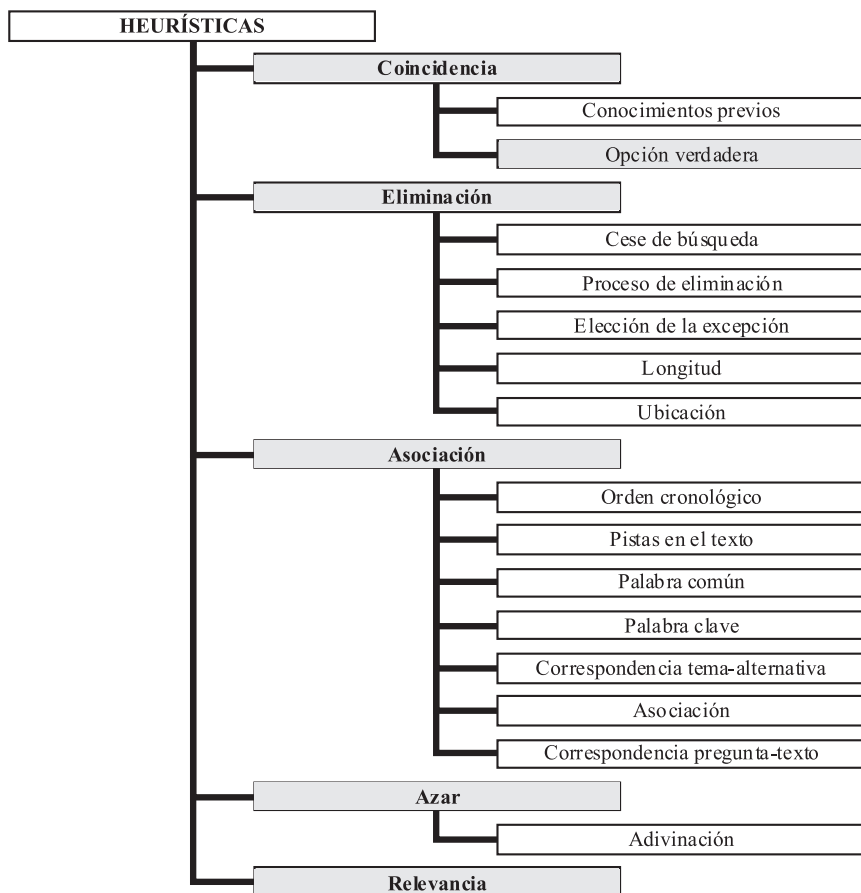 HEURÍSTICAS
Coincidencia
Conocimientos previos
Opción verdadera
Eliminación
Cese de búsqueda
Proceso de eliminación
Elección de la excepción
Longitud
Ubicación
Asociación
Orden cronológico
Pistas en el texto
Palabra común
Palabra clave
Correspondencia tema-alternativa
Asociación
Correspondencia pregunta-texto
Azar
Adivinación
Relevancia